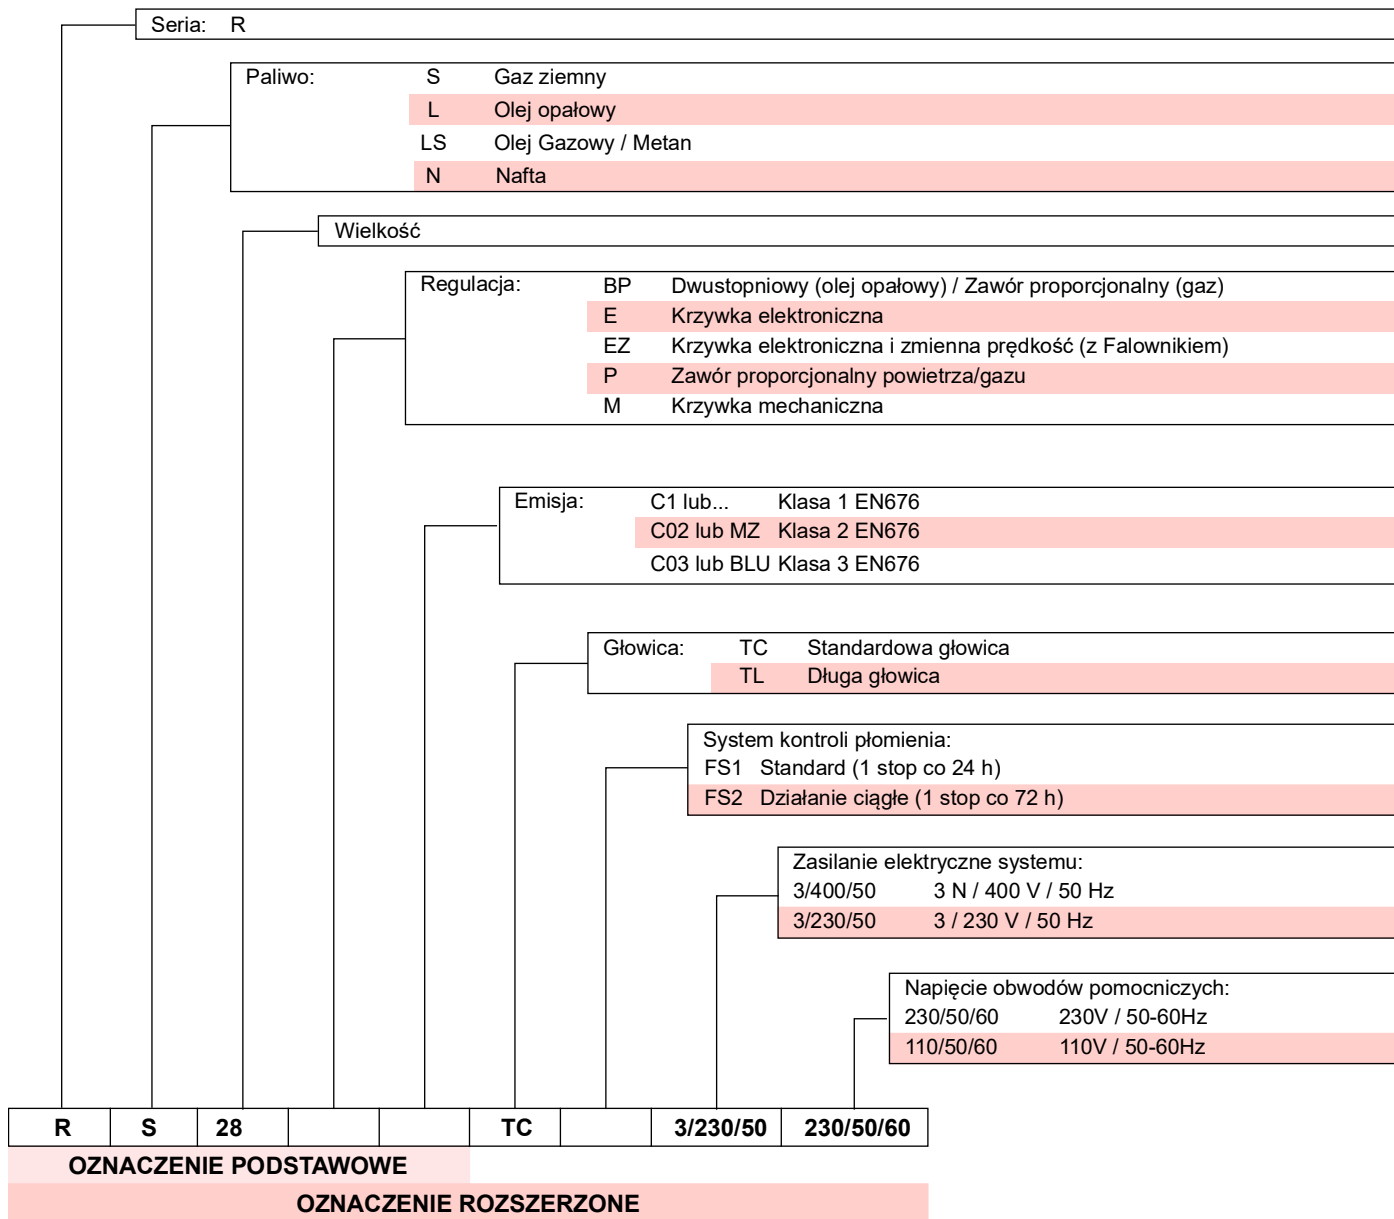 Seria: R
Paliwo: S Gaz ziemny
L Olej opałowy
LS Olej Gazowy / Metan
N Nafta
Wielkość
Regulacja: BP Dwustopniowy (olej opałowy) / Zawór proporcjonalny (gaz)
E Krzywka elektroniczna
EZ Krzywka elektroniczna i zmienna prędkość (z Falownikiem)
P Zawór proporcjonalny powietrza/gazu
M Krzywka mechaniczna
Emisja: C1 lub... Klasa 1 EN676
C02 lub MZ Klasa 2 EN676
C03 lub BLU Klasa 3 EN676
Głowica: TC Standardowa głowica
TL Długa głowica
System kontroli płomienia:
FS1 Standard (1 stop co 24 h)
FS2 Działanie ciągłe (1 stop co 72 h)
Zasilanie elektryczne systemu:
3/400/50 3 N / 400 V / 50 Hz
3/230/50 3 / 230 V / 50 Hz
Napięcie obwodów pomocniczych:
230/50/60 230V / 50-60Hz
110/50/60 110V / 50-60Hz
R S 28 TC 3/230/50 230/50/60
OZNACZENIE PODSTAWOWE
OZNACZENIE ROZSZERZONE